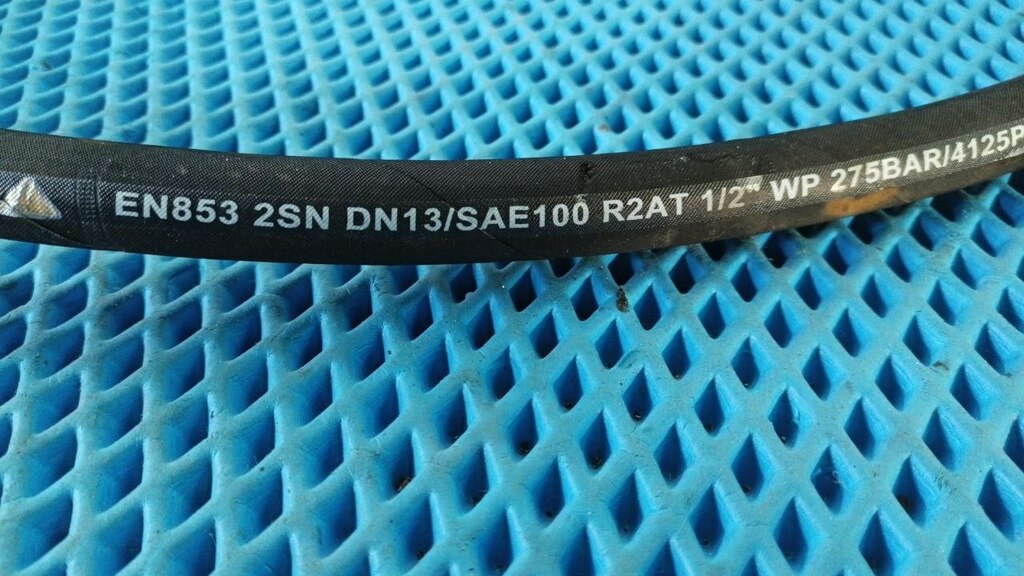 EN853 2SN DN13/SAE100 R2AT 1/2" WP 275BAR/4125P